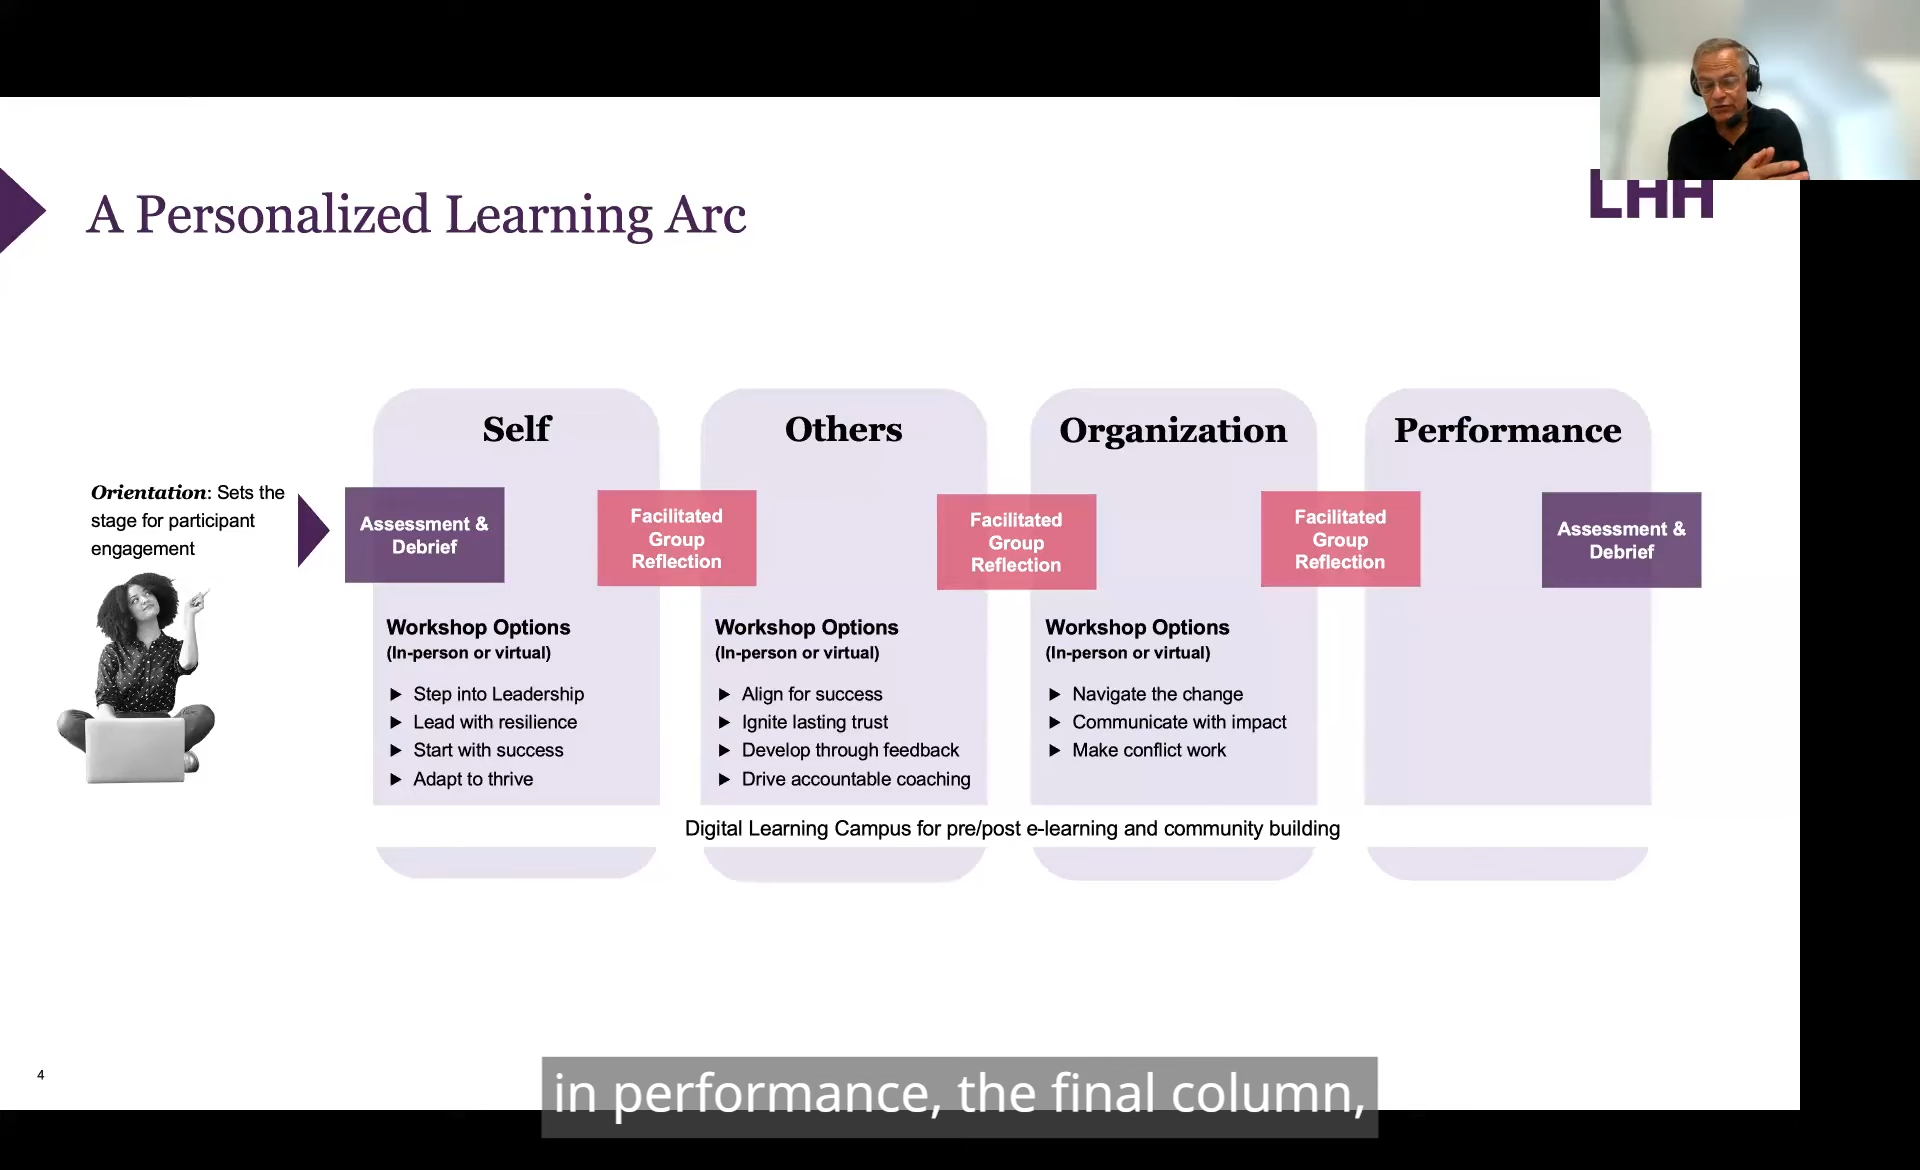 LHH
A Personalized Learning Arc
Orientation: Sets the
stage for participant
engagement
Self
Assessment &
Debrief
Workshop Options
(In-person or virtual)
► Step into Leadership
► Lead with resilience
► Start with success
► Adapt to thrive
Facilitated
Group
Reflection
Others
Workshop Options
(In-person or virtual)
► Align for success
► Ignite lasting trust
► Develop through feedback
► Drive accountable coaching
Facilitated
Group
Reflection
Organization
Workshop Options
(In-person or virtual)
► Navigate the change
► Communicate with impact
► Make conflict work
Facilitated
Group
Reflection
Performance
Assessment &
Debrief
Digital Learning Campus for pre/post e-learning and community building
4
in performance, the final column,